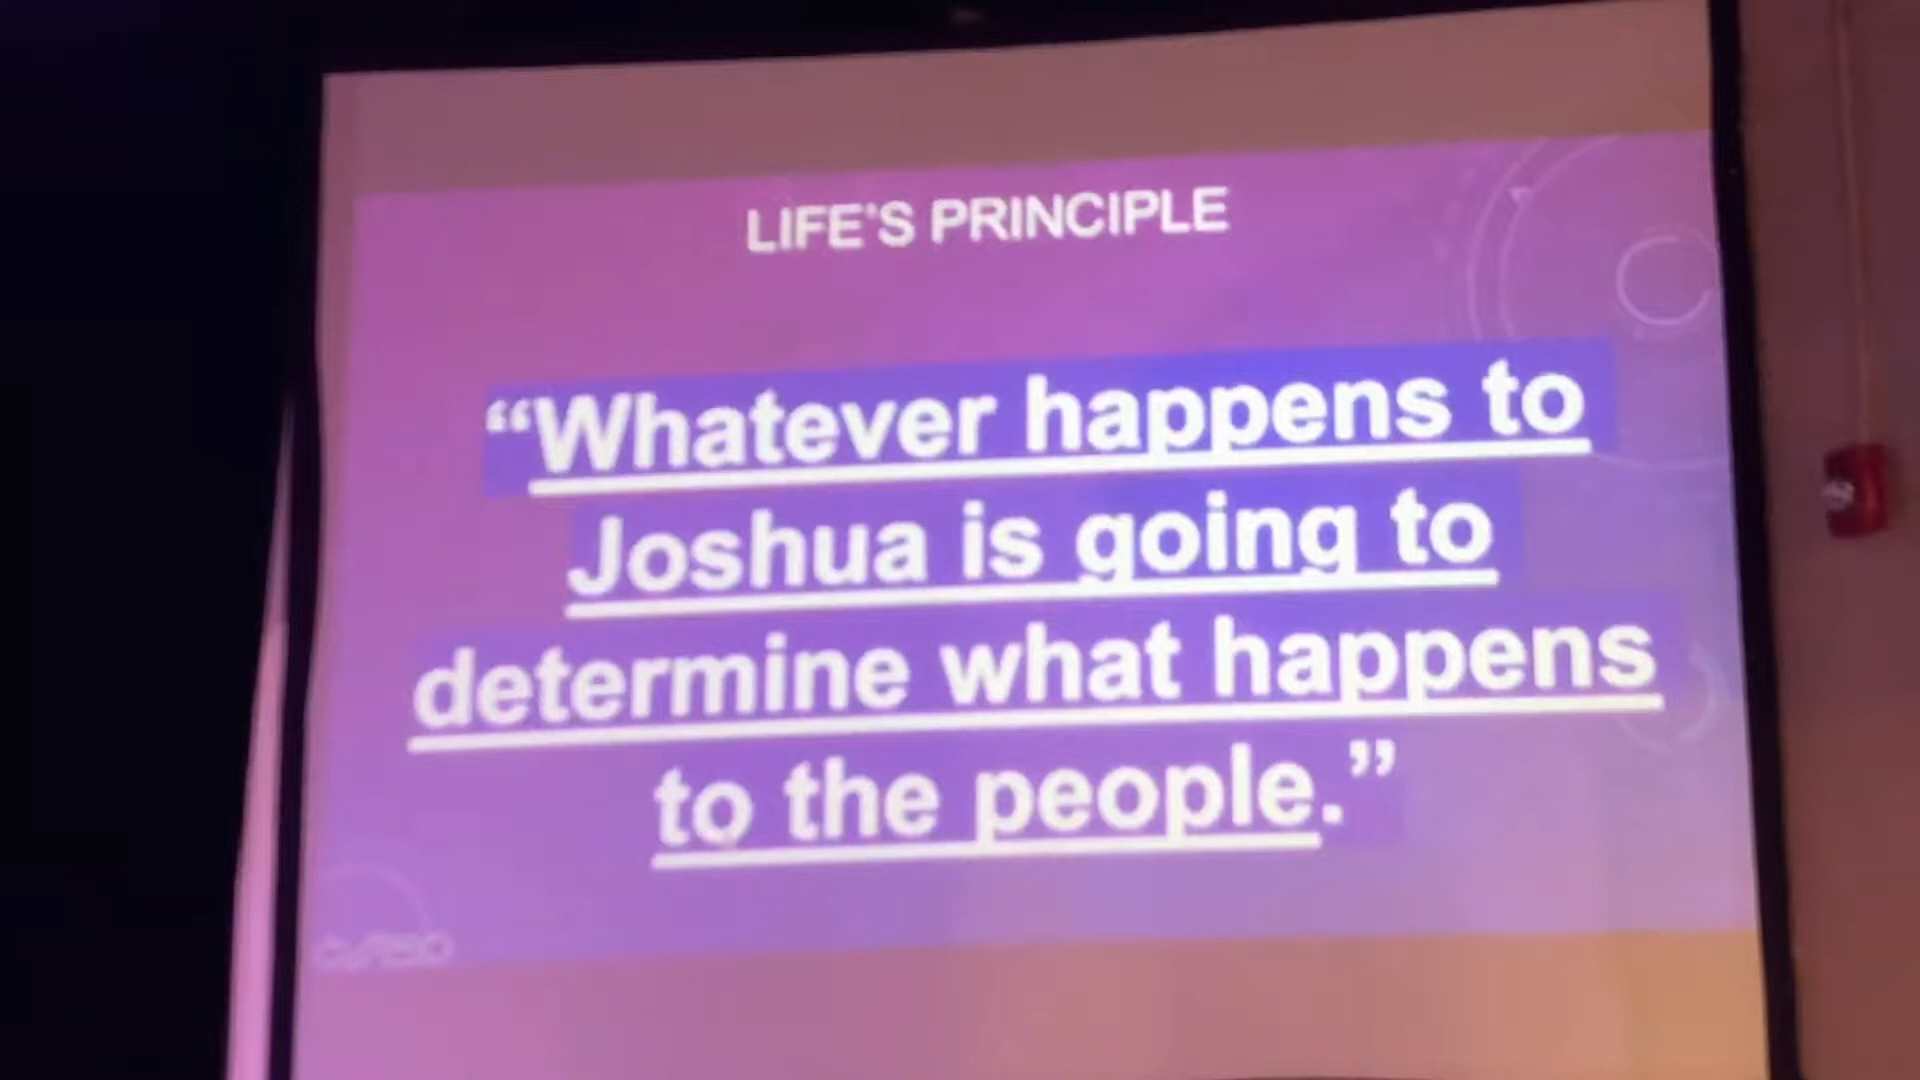 LIFE'S PRINCIPLE
“Whatever happens to
Joshua is going to
determine what happens
to the people.”